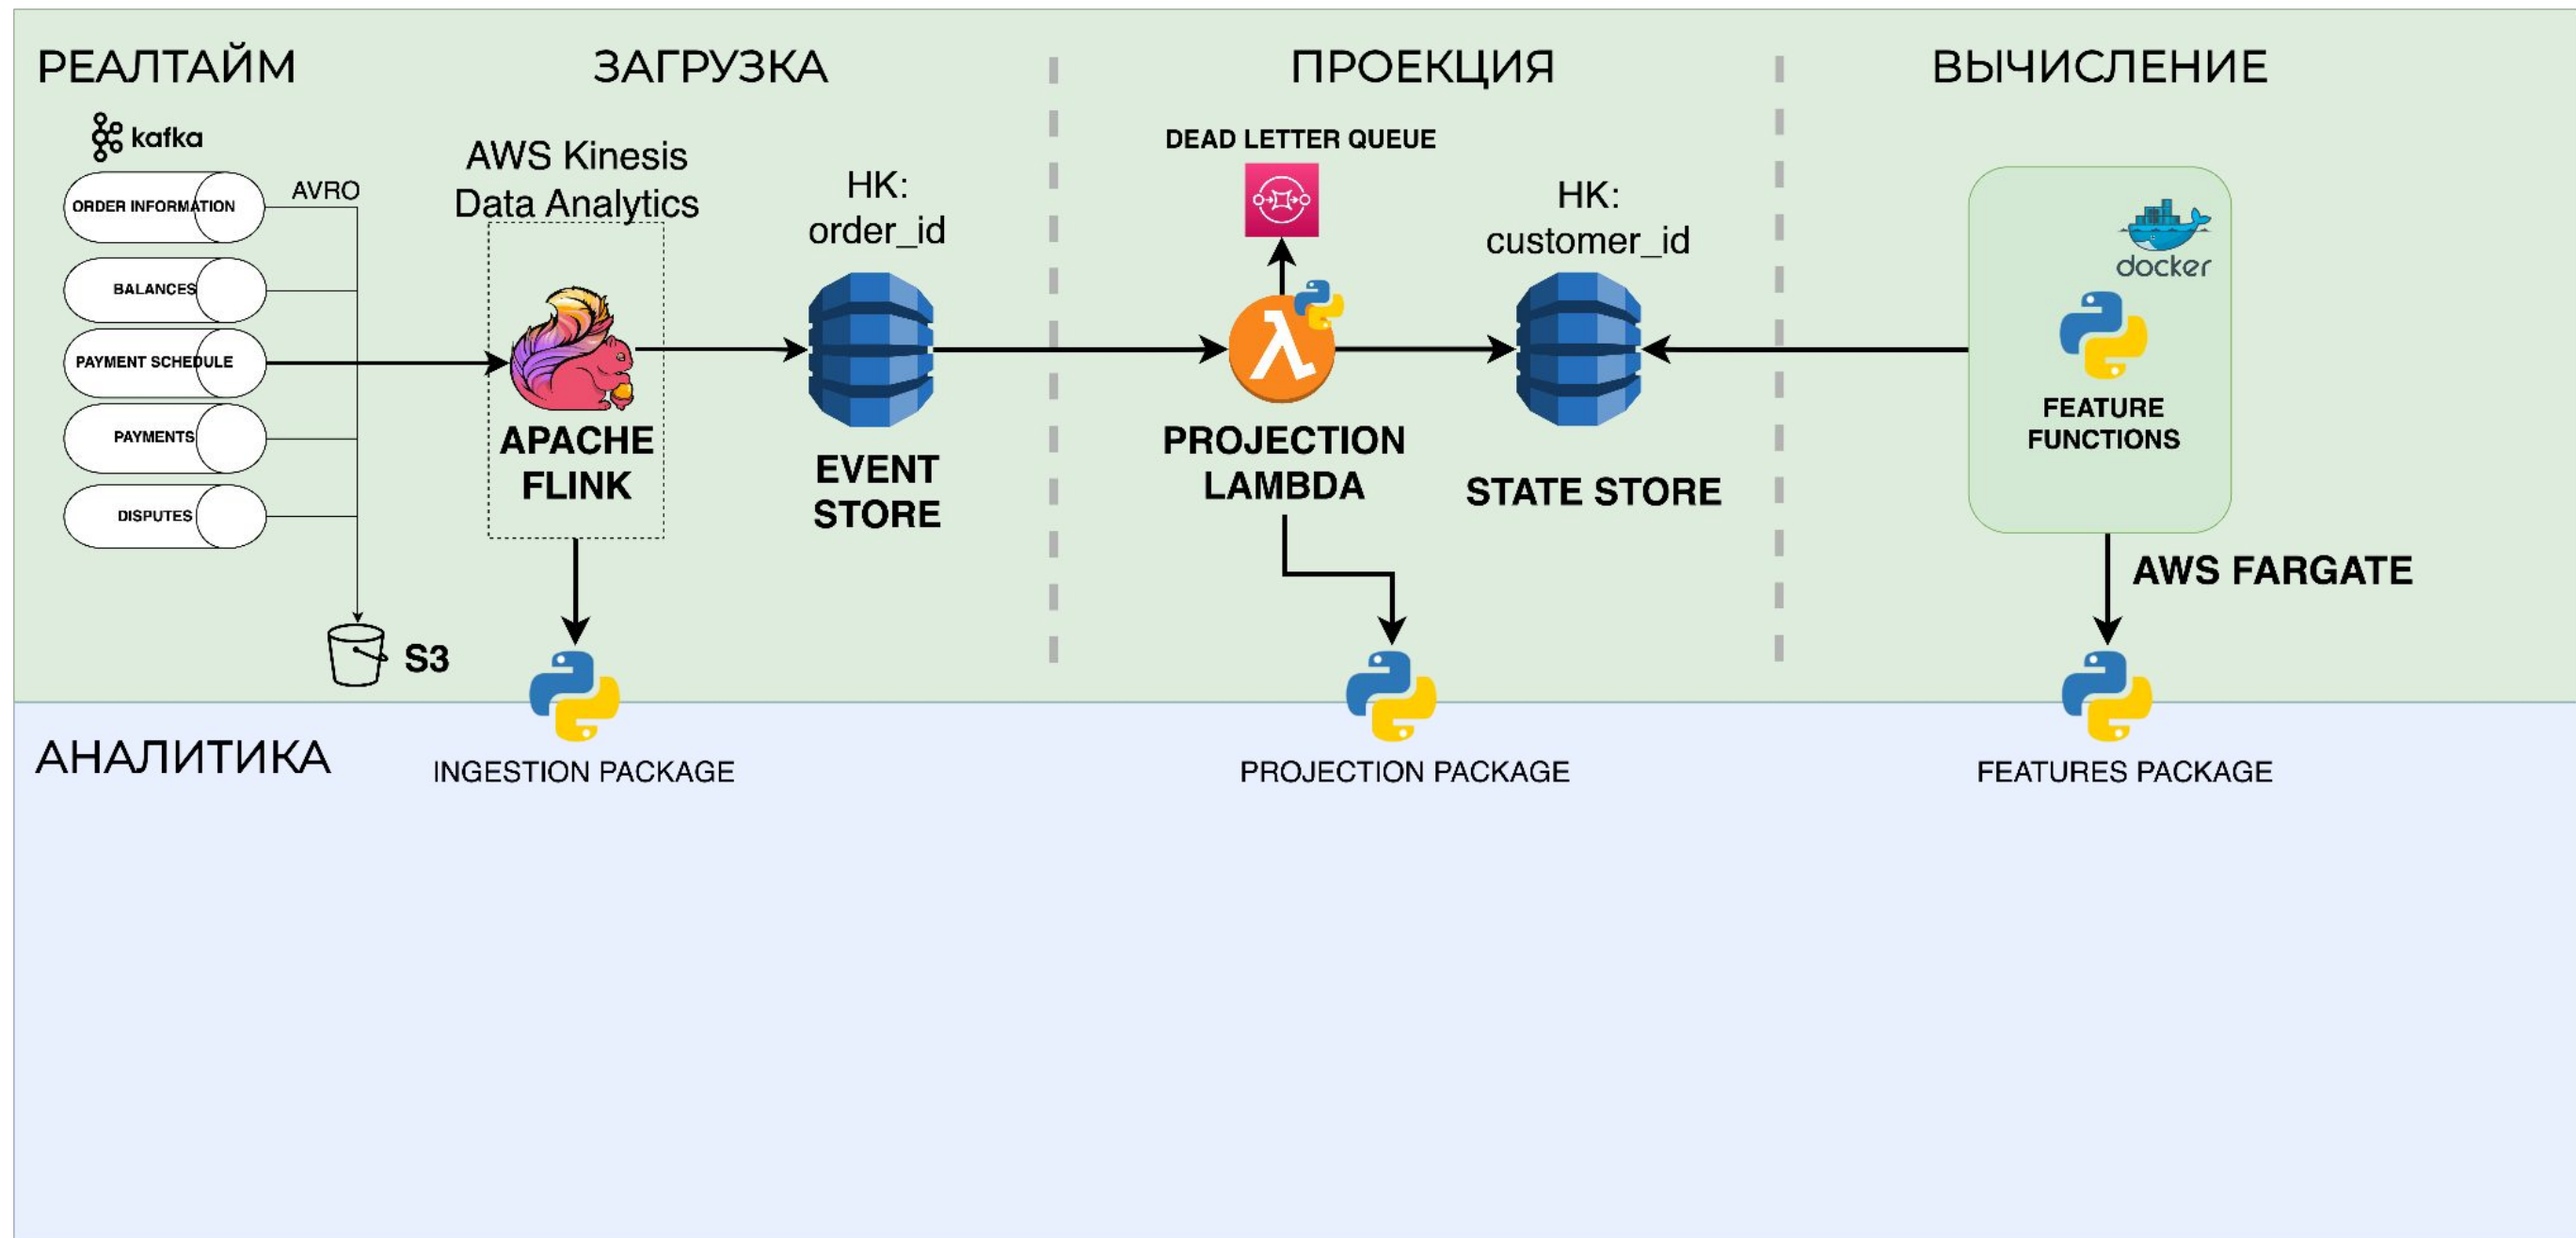 РЕАЛТАЙМ
ЗАГРУЗКА
ПРОЕКЦИЯ
ВЫЧИСЛЕНИЕ
kafka
ORDER INFORMATION
BALANCES
PAYMENT SCHEDULE
PAYMENTS
DISPUTES
AVRO
S3
AWS Kinesis
Data Analytics
APACHE
FLINK
HK:
order_id
EVENT
STORE
DEAD LETTER QUEUE
λ
PROJECTION
LAMBDA
HK:
customer_id
STATE STORE
docker
FEATURE
FUNCTIONS
AWS FARGATE
АНАЛИТИКА
INGESTION PACKAGE
PROJECTION PACKAGE
FEATURES PACKAGE